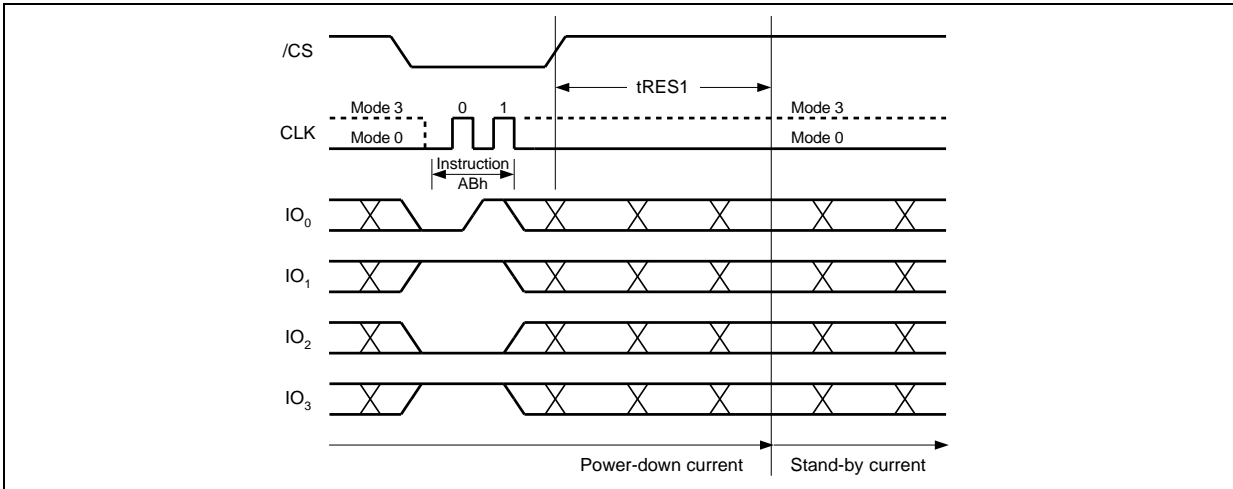 /CS
tRES1
Mode 3 0 1 Mode 3
CLK
Mode 0 Mode 0
Instruction
ABh
IO0
IO1
IO2
IO3
Power-down current Stand-by current